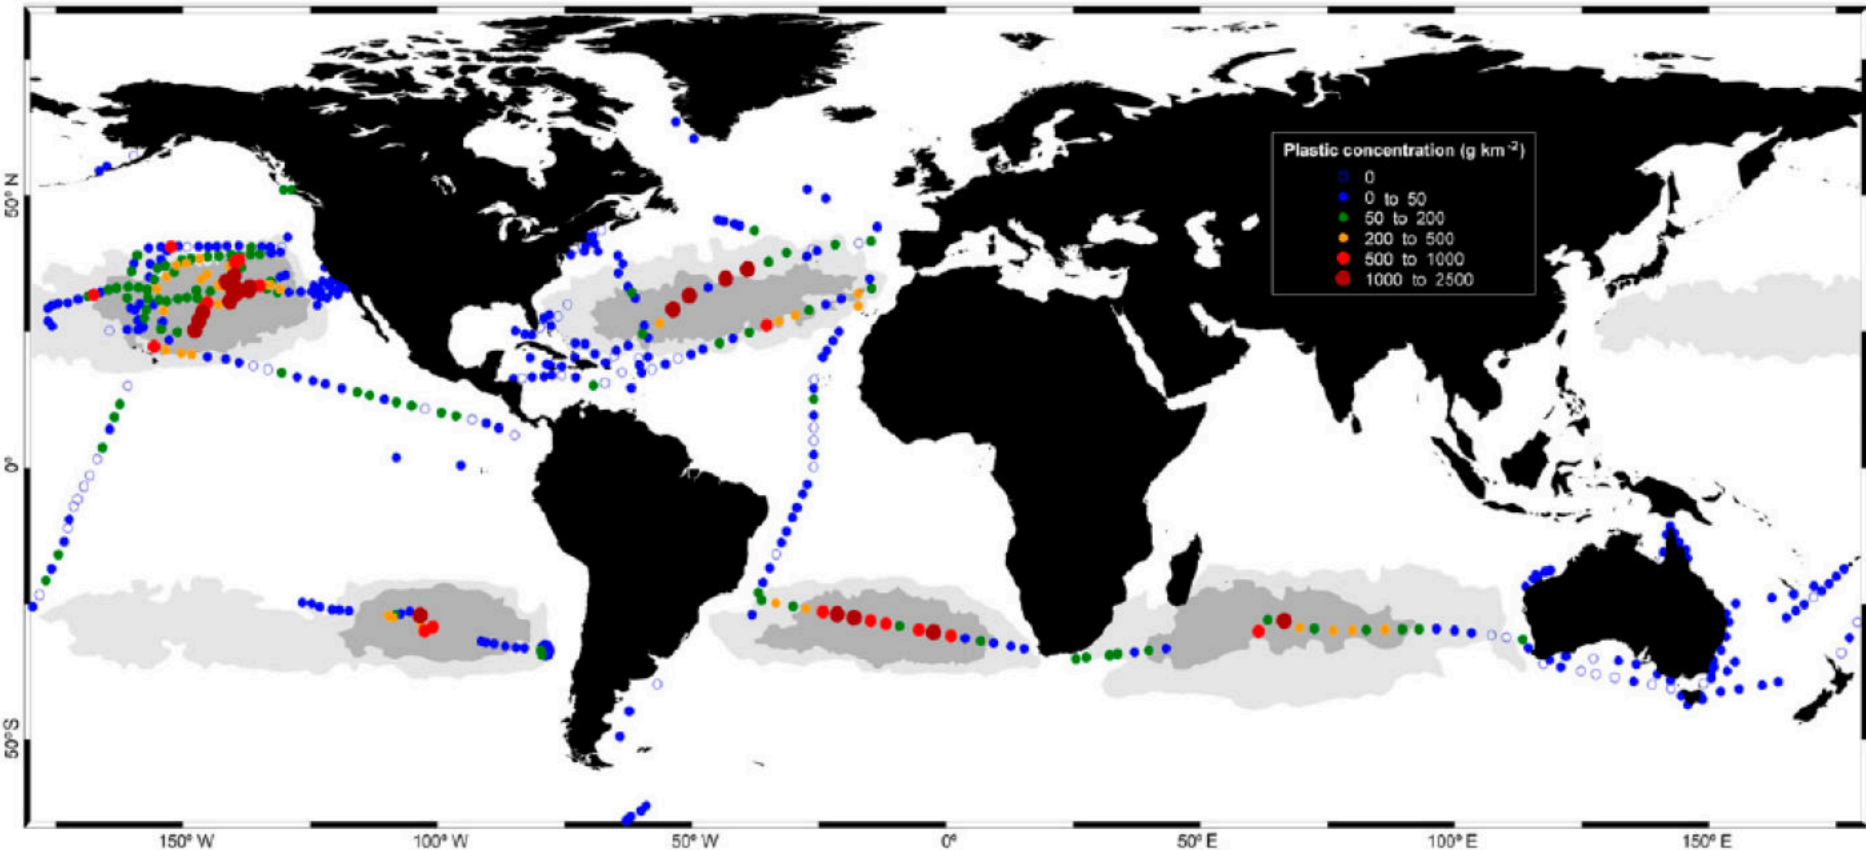 Plastic concentration (g km⁻²)
0
0 to 50
50 to 200
200 to 500
500 to 1000
1000 to 2500
50° N
0°
50° S
150° W
100° W
50° W
0°
50° E
100° E
150° E